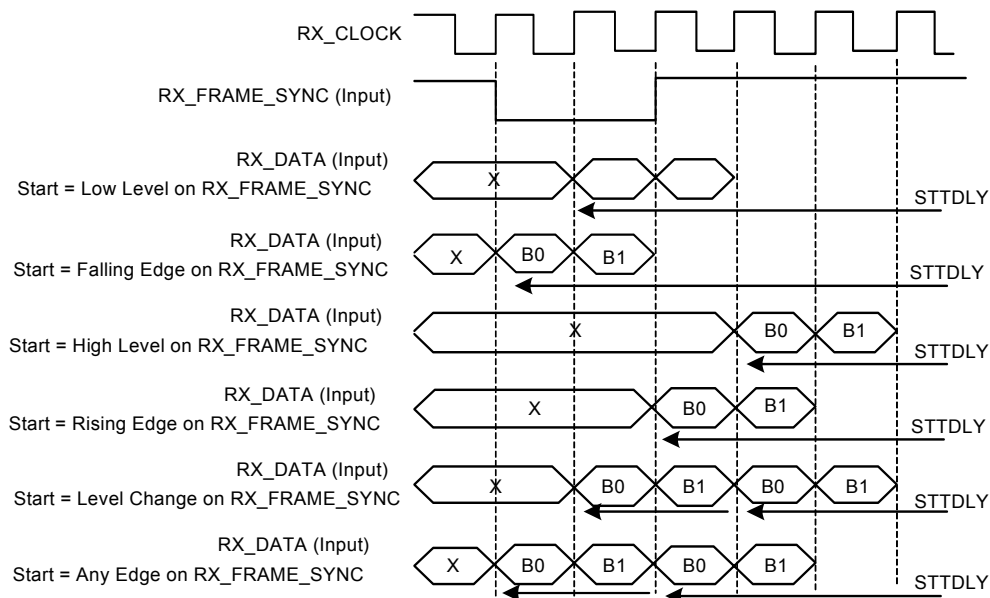 RX_CLOCK
RX_FRAME_SYNC (Input)
RX_DATA (Input)
Start = Low Level on RX_FRAME_SYNC
X
STTDLY
RX_DATA (Input)
Start = Falling Edge on RX_FRAME_SYNC
X B0 B1
STTDLY
RX_DATA (Input)
Start = High Level on RX_FRAME_SYNC
X B0 B1
STTDLY
RX_DATA (Input)
Start = Rising Edge on RX_FRAME_SYNC
X B0 B1
STTDLY
RX_DATA (Input)
Start = Level Change on RX_FRAME_SYNC
X B0 B1 B0 B1
STTDLY
RX_DATA (Input)
Start = Any Edge on RX_FRAME_SYNC
X B0 B1 B0 B1
STTDLY